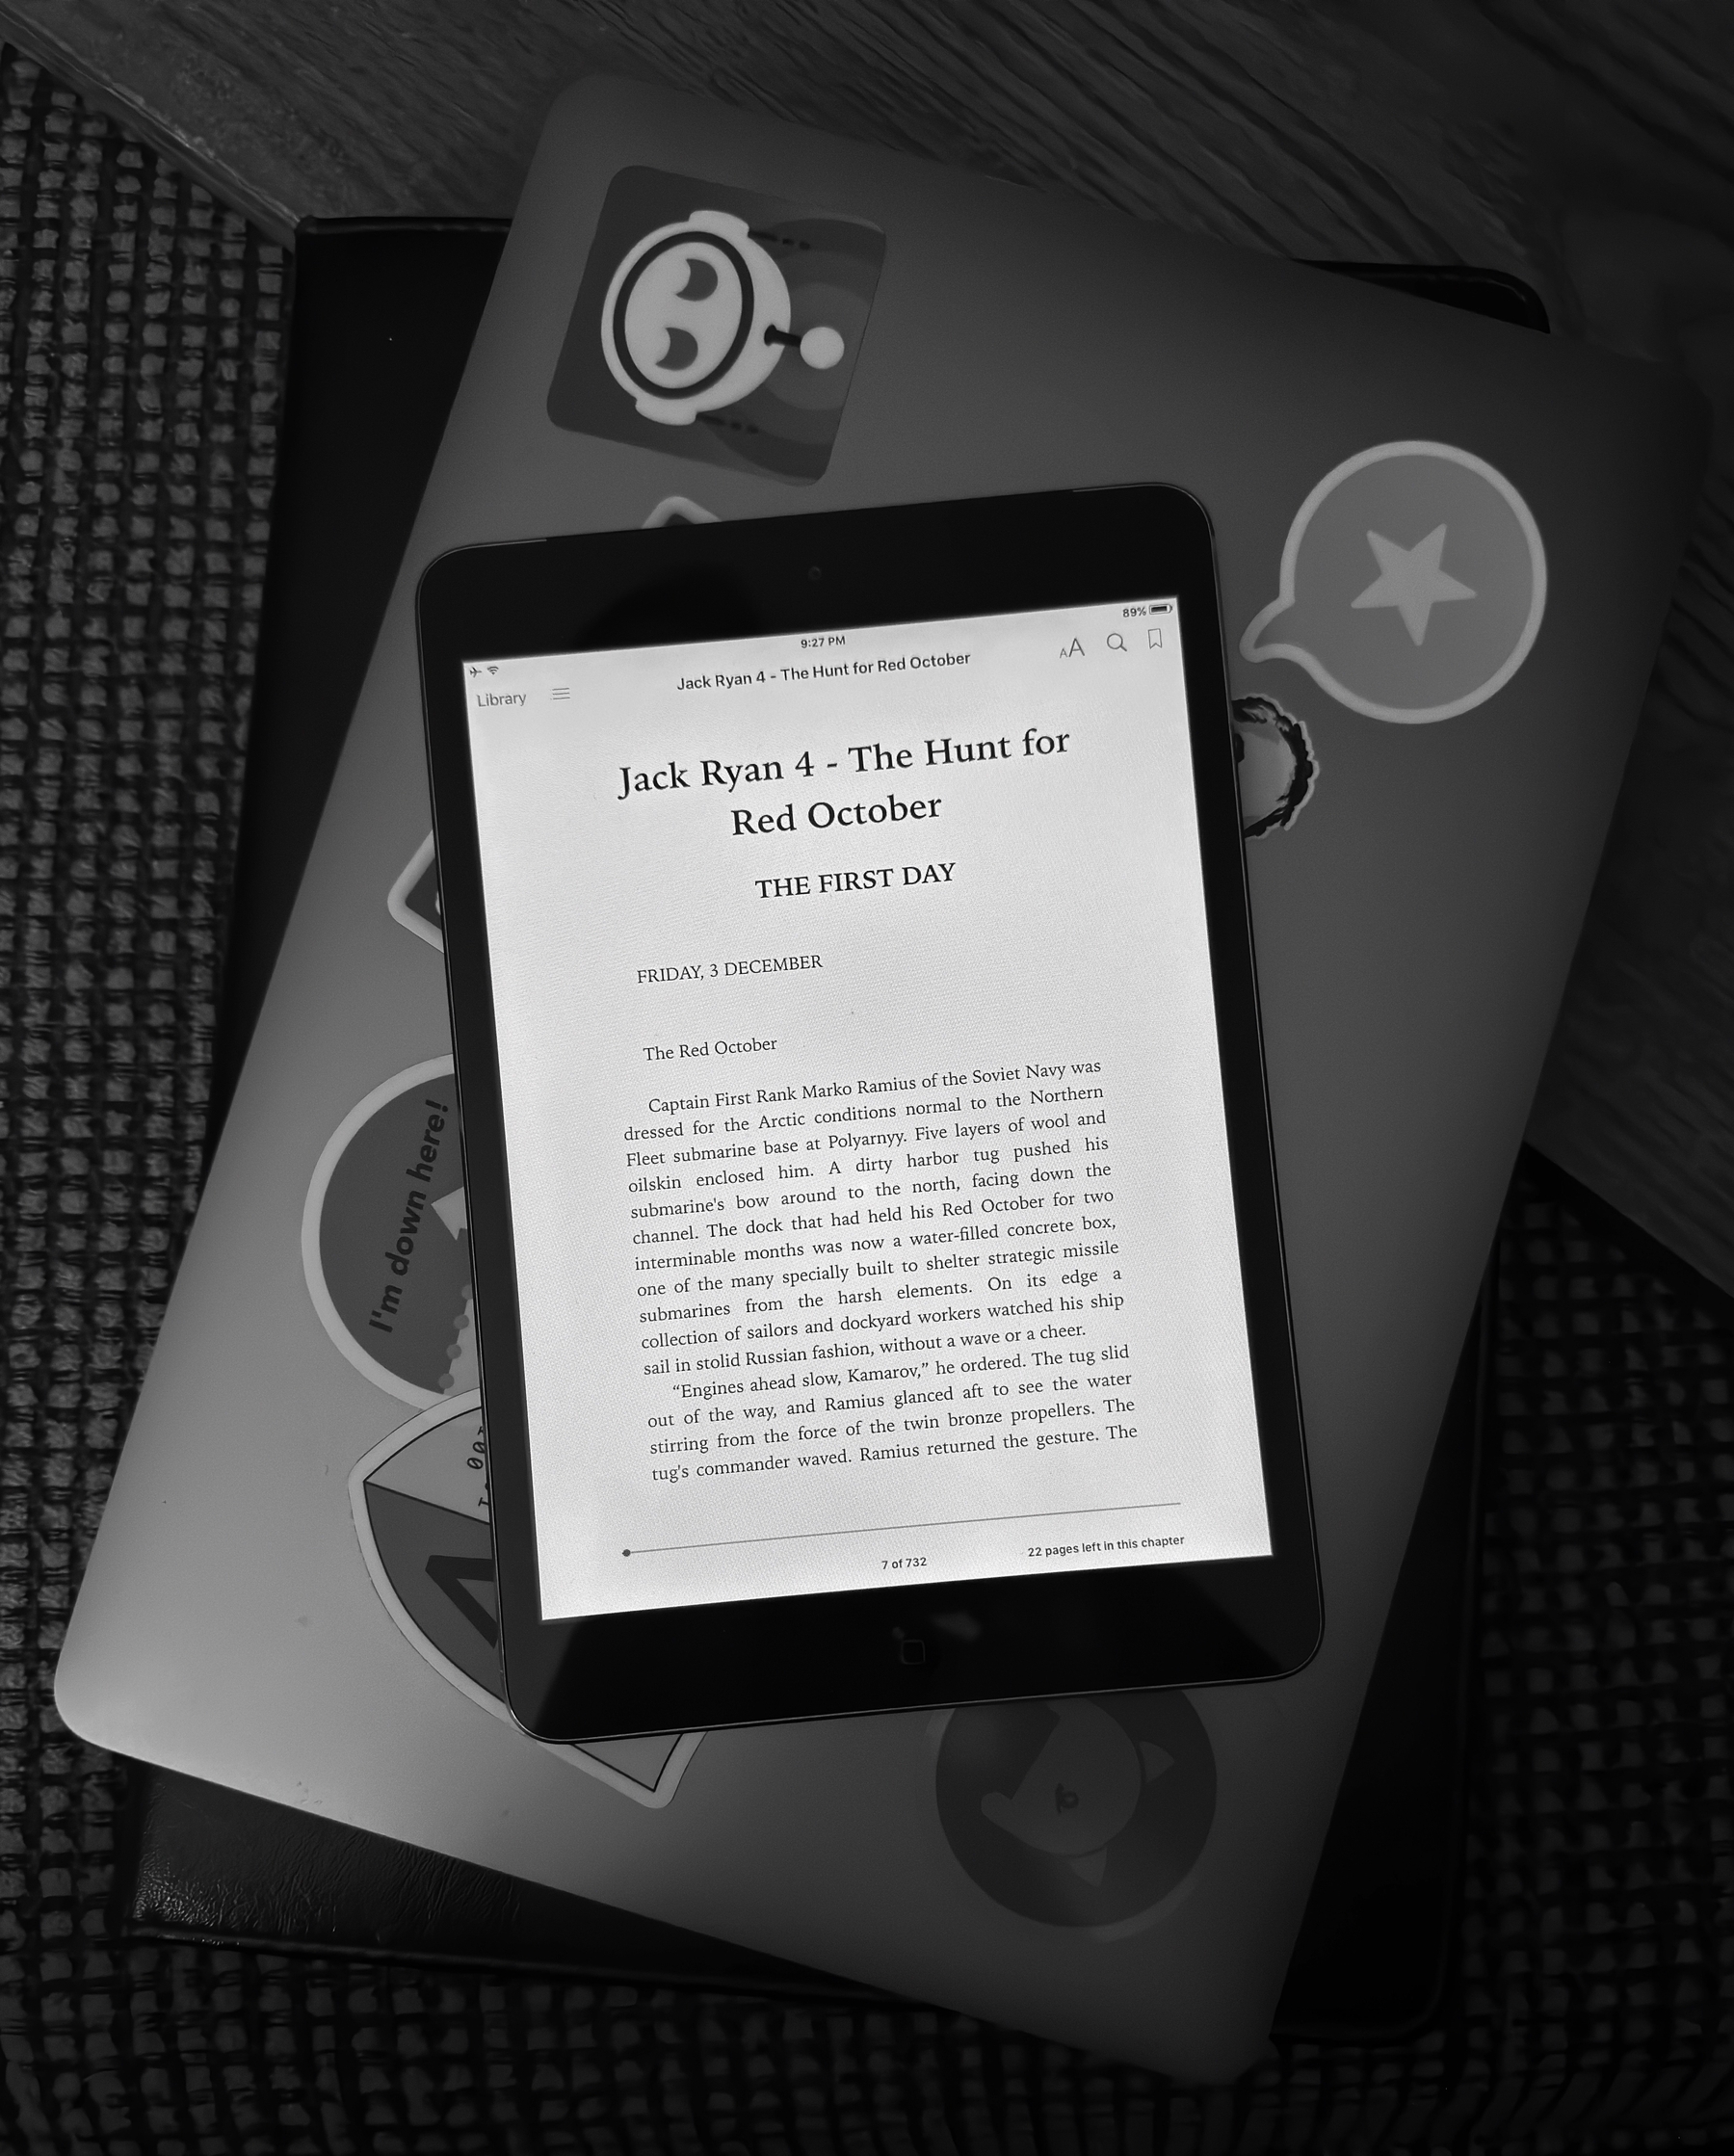 9:27 PM
89%
Library
Jack Ryan 4 - The Hunt for Red October
AA
Jack Ryan 4 - The Hunt for
Red October
THE FIRST DAY
FRIDAY, 3 DECEMBER
The Red October
Captain First Rank Marko Ramius of the Soviet Navy was
dressed for the Arctic conditions normal to the Northern
Fleet submarine base at Polyarnyy. Five layers of wool and
oilskin enclosed him. A dirty harbor tug pushed his
submarine's bow around to the north, facing down the
channel. The dock that had held his Red October for two
interminable months was now a water-filled concrete box,
one of the many specially built to shelter strategic missile
submarines from the harsh elements. On its edge a
collection of sailors and dockyard workers watched his ship
sail in stolid Russian fashion, without a wave or a cheer.
“Engines ahead slow, Kamarov,” he ordered. The tug slid
out of the way, and Ramius glanced aft to see the water
stirring from the force of the twin bronze propellers. The
tug's commander waved. Ramius returned the gesture. The
7 of 732
22 pages left in this chapter
I'm down here!